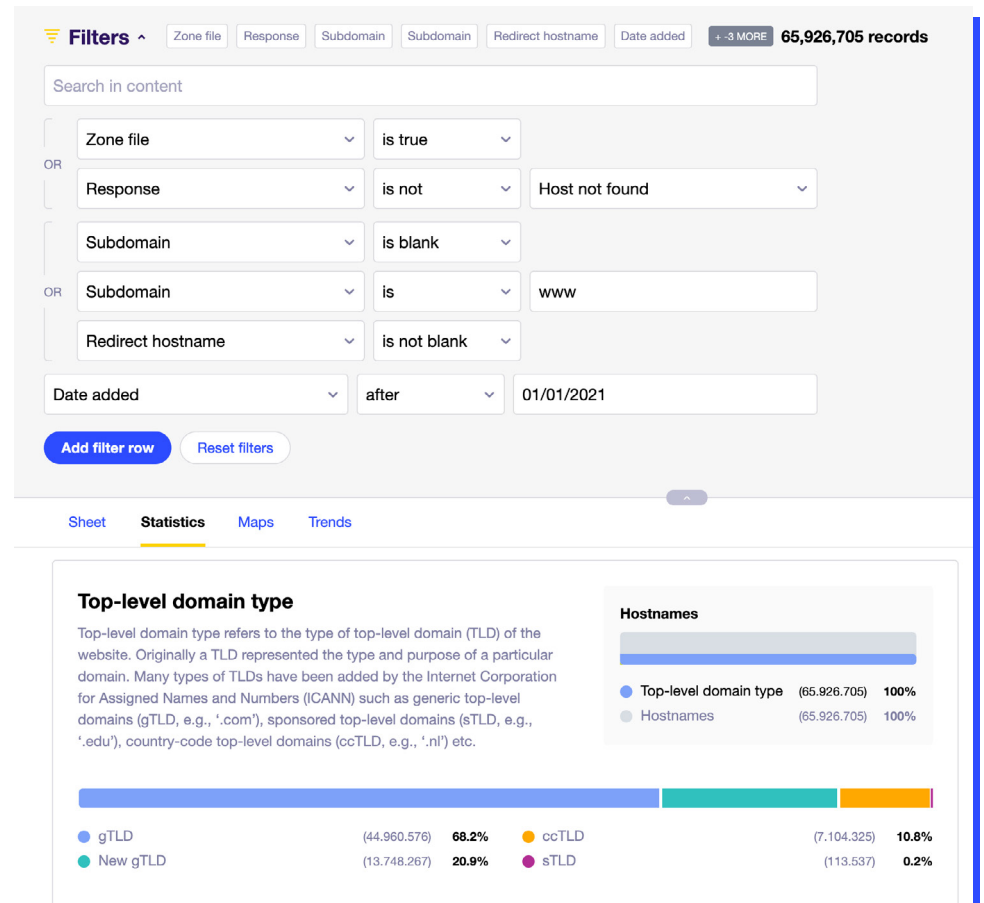 Filters Zone file Response Subdomain Subdomain Redirect hostname Date added + -3 MORE 65,926,705 records
Search in content
Zone file is true
OR
Response is not Host not found
Subdomain is blank
OR Subdomain is www
Redirect hostname is not blank
Date added after 01/01/2021
Add filter row Reset filters
Sheet Statistics Maps Trends
Top-level domain type
Top-level domain type refers to the type of top-level domain (TLD) of the
website. Originally a TLD represented the type and purpose of a particular
domain. Many types of TLDs have been added by the Internet Corporation
for Assigned Names and Numbers (ICANN) such as generic top-level
domains (gTLD, e.g., ‘.com’), sponsored top-level domains (sTLD, e.g.,
‘.edu’), country-code top-level domains (ccTLD, e.g., ‘.nl’) etc.
Hostnames
Top-level domain type (65.926.705) 100%
Hostnames (65.926.705) 100%
gTLD (44.960.576) 68.2% ccTLD (7.104.325) 10.8%
New gTLD (13.748.267) 20.9% sTLD (113.537) 0.2%